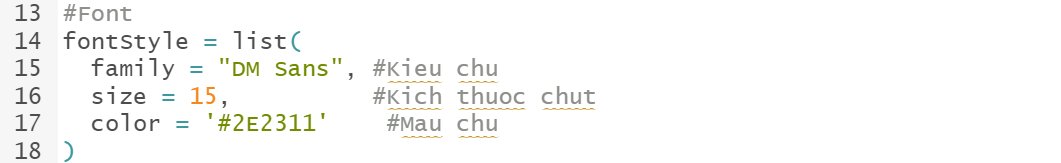 13 #Font
14 fontStyle = list(
15   family = "DM Sans", #Kieu chu
16   size = 15,          #Kich thuoc chut
17   color = '#2E2311'    #Mau chu
18 )